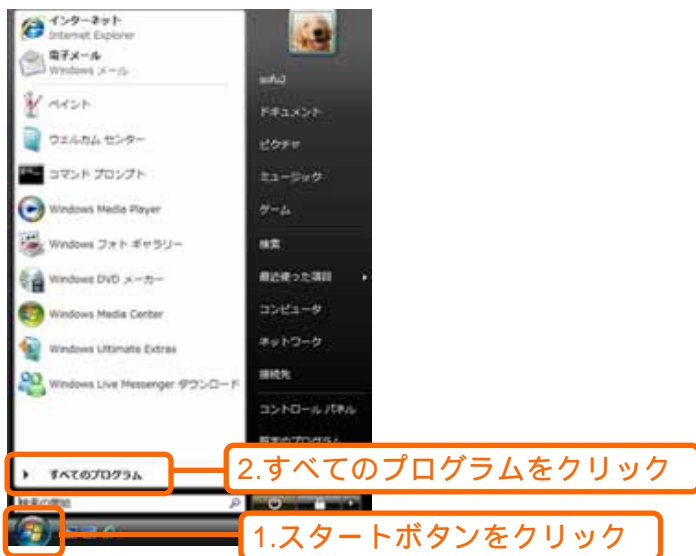 インターネット
Internet Explorer
電子メール
Windows メール
ペイント
ウエルカム センター
コマンド プロンプト
Windows Media Player
Windows フォト ギャラリー
Windows DVD メーカー
Windows Media Center
Windows Ultimate Extras
Windows Live Messenger ダウンロード
すべてのプログラム
検索の開始
ドキュメント
ピクチャ
ミュージック
ゲーム
検索
最近使った項目
コンピュータ
ネットワーク
接続先
コントロール パネル
2.すべてのプログラムをクリック
1.スタートボタンをクリック